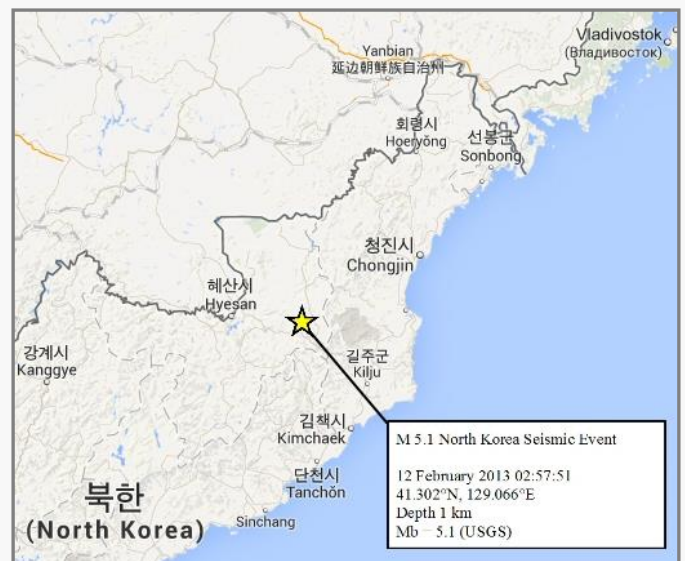 Vladivostok
(Владивосток)
Yanbian
延边朝鲜族自治州
회령시
Hoeryŏng
선봉군
Sonbong
청진시
Chongjin
혜산시
Hyesan
강계시
Kanggye
길주군
Kilju
김책시
Kimchaek
단천시
Tanchŏn
Sinchang
북한
(North Korea)
M 5.1 North Korea Seismic Event
12 February 2013 02:57:51
41.302°N, 129.066°E
Depth 1 km
Mb = 5.1 (USGS)